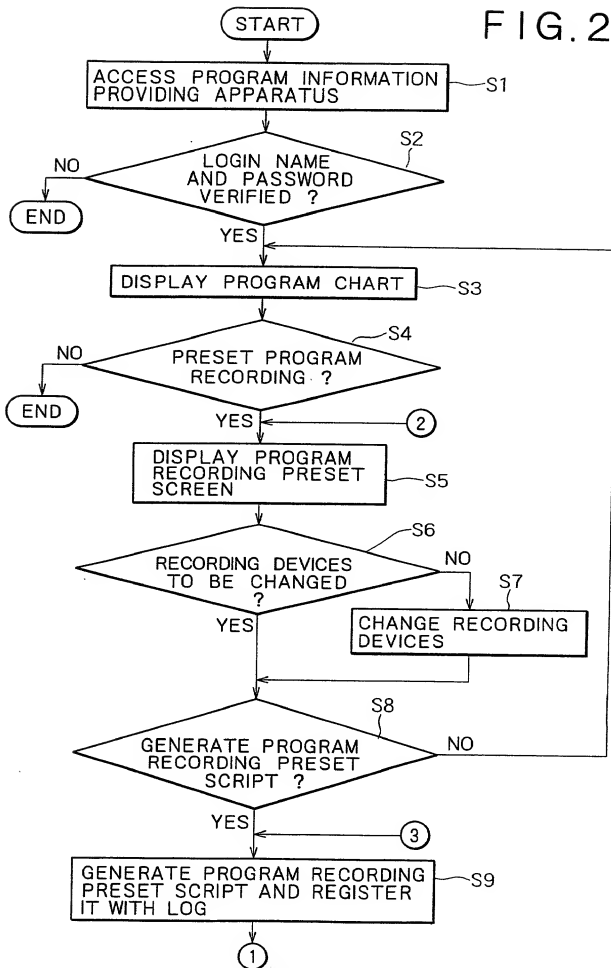 START
FIG.2
ACCESS PROGRAM INFORMATION
PROVIDING APPARATUS
S1
S2
LOGIN NAME
AND PASSWORD
VERIFIED ?
NO
END
YES
DISPLAY PROGRAM CHART
S3
S4
PRESET PROGRAM
RECORDING ?
NO
END
YES
2
DISPLAY PROGRAM
RECORDING PRESET
SCREEN
S5
S6
RECORDING DEVICES
TO BE CHANGED
?
NO
YES
S7
CHANGE RECORDING
DEVICES
S8
GENERATE PROGRAM
RECORDING PRESET
SCRIPT ?
NO
YES
3
GENERATE PROGRAM RECORDING
PRESET SCRIPT AND REGISTER
IT WITH LOG
S9
1